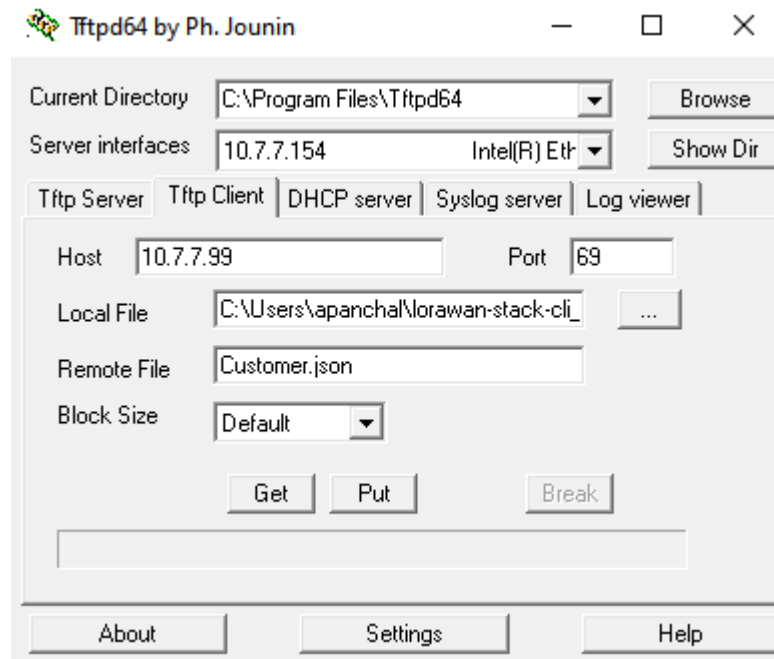 Tftpd64 by Ph. Jounin
Current Directory C:\Program Files\Tftpd64 Browse
Server interfaces 10.7.7.154 Intel(R) Eth Show Dir
Tftp Server Tftp Client DHCP server Syslog server Log viewer
Host 10.7.7.99 Port 69
Local File C:\Users\apanchal\lorawan-stack-cli_ ...
Remote File Customer.json
Block Size Default
Get Put Break
About Settings Help